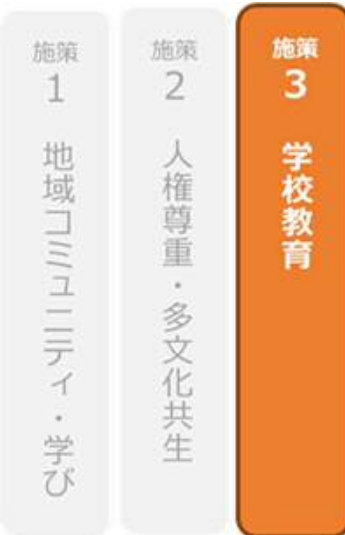 施策
1
地域コミュニティ・学び
施策
2
人権尊重・多文化共生
施策
3
学校教育